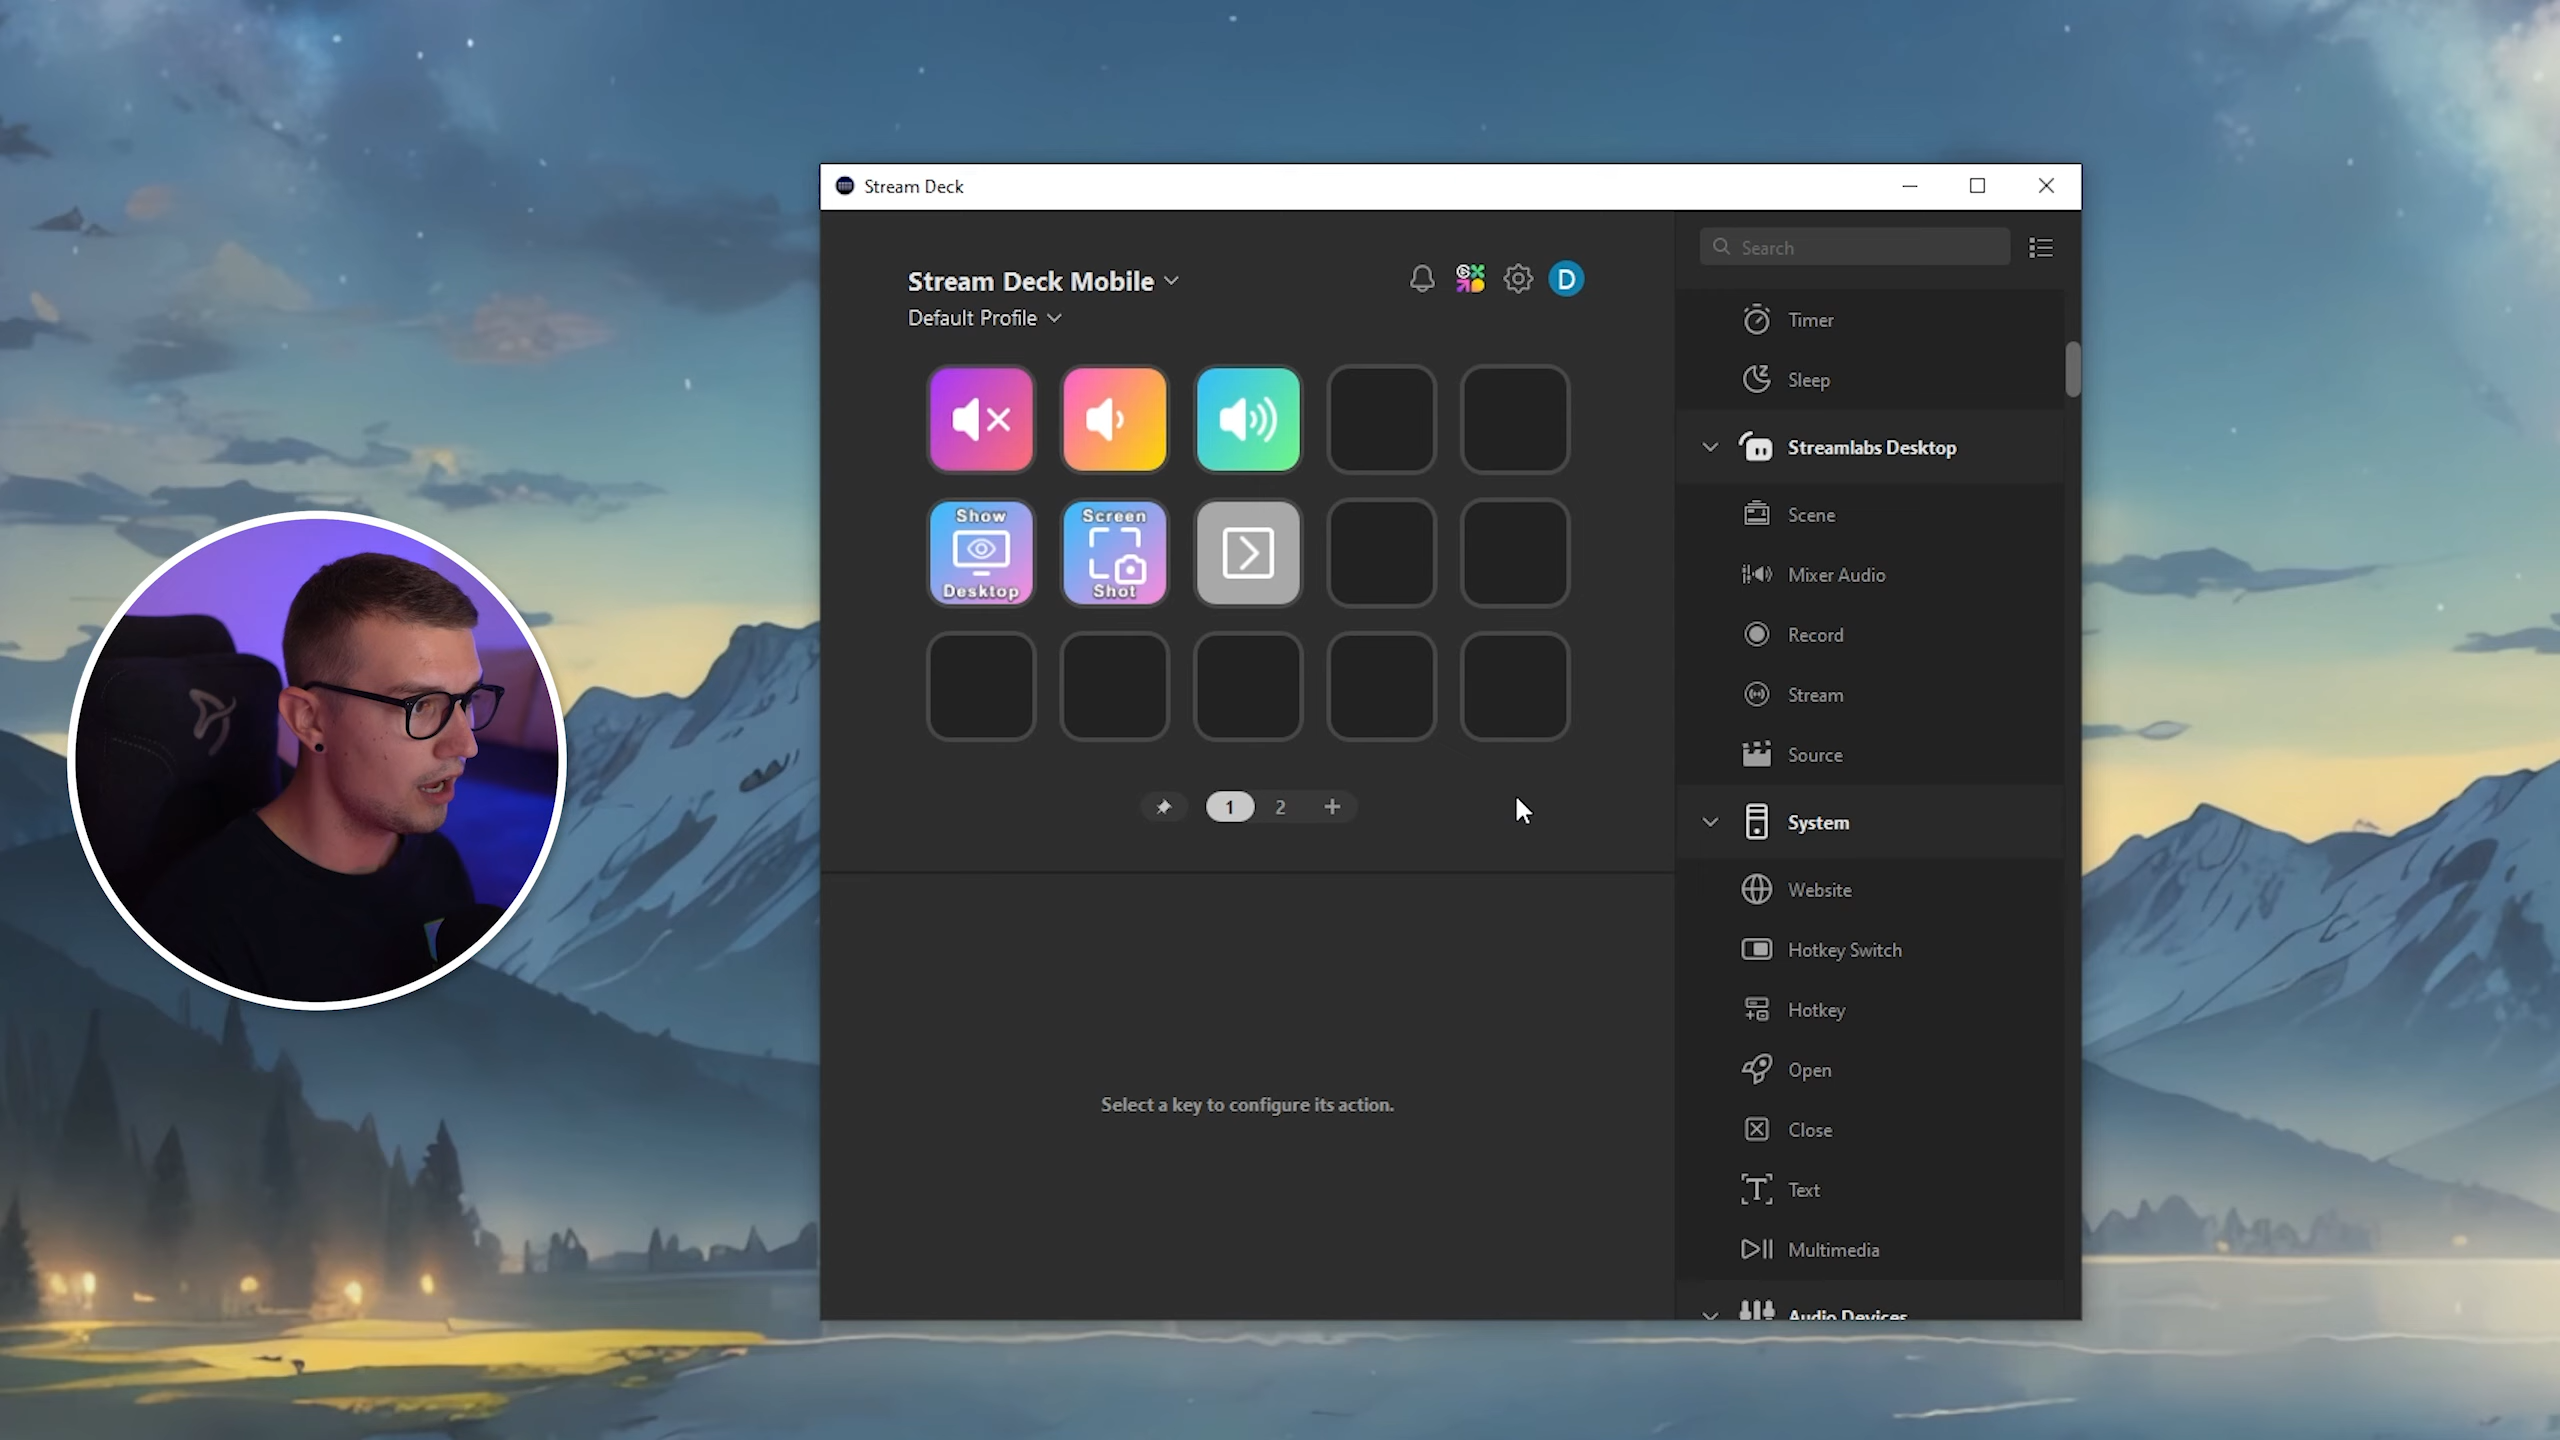 Stream Deck
Search
Stream Deck Mobile
D
Default Profile
Timer
Sleep
Streamlabs Desktop
Show
Desktop
Screen
Shot
Scene
Mixer Audio
Record
Stream
Source
1
2
+
System
Website
Hotkey Switch
Hotkey
Open
Close
Text
Multimedia
Select a key to configure its action.
Audio Devices